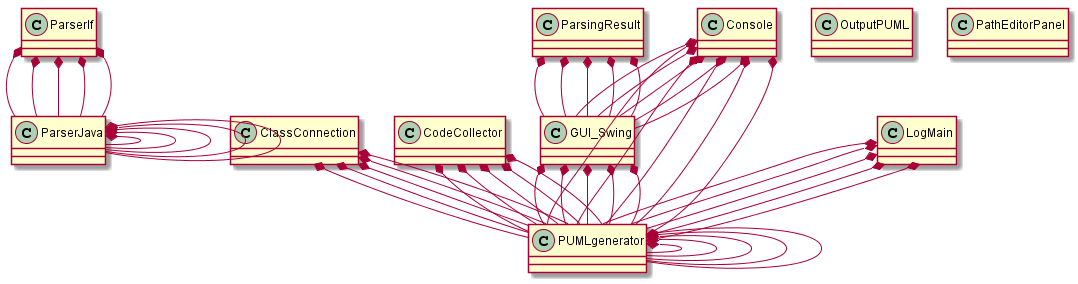 C ParserIf
C ParsingResult
C Console
C OutputPUML
C PathEditorPanel
C ParserJava
C ClassConnection
C CodeCollector
C GUI_Swing
C LogMain
C PUMLgenerator